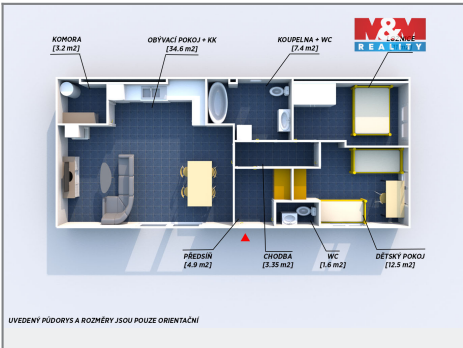 M&M
REALITY
KOMORA
[3.2 m2]
OBÝVACÍ POKOJ + KK
[34.6 m2]
KOUPELNA + WC
[7.4 m2]
PŘEDSÍŇ
[4.9 m2]
CHODBA
[3.35 m2]
WC
[1.6 m2]
DĚTSKÝ POKOJ
[12.5 m2]
UVEDENÝ PŮDORYS A ROZMĚRY JSOU POUZE ORIENTAČNÍ